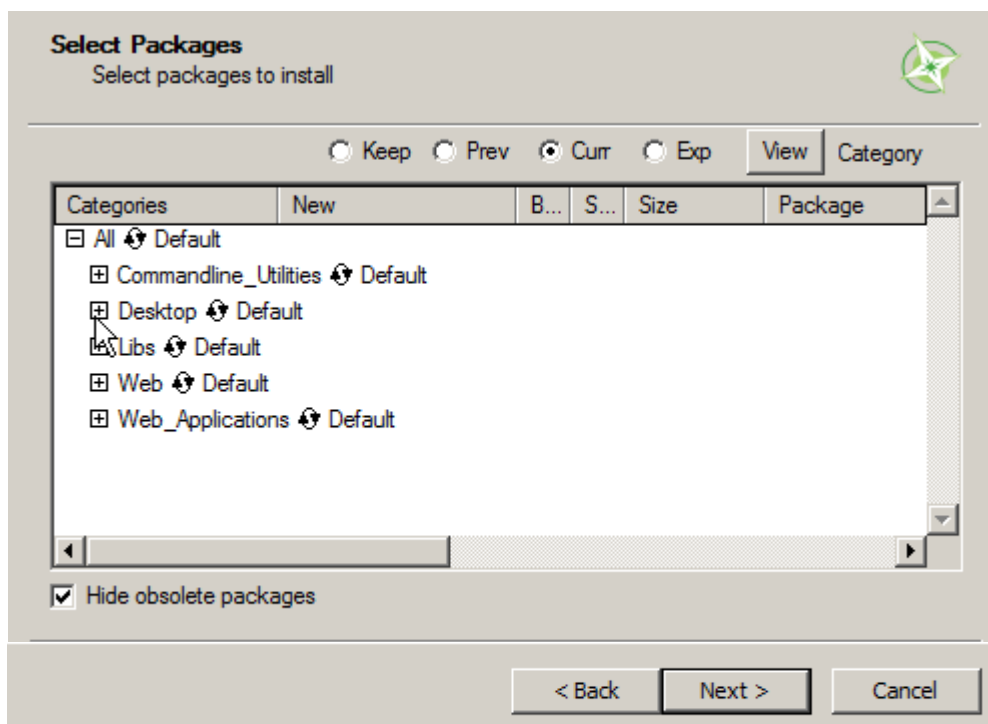 Select Packages
Select packages to install
Keep Prev Curr Exp View Category
Categories New B... S... Size Package
All Default
Commandline_Utilities Default
Desktop Default
Libs Default
Web Default
Web_Applications Default
Hide obsolete packages
< Back Next > Cancel